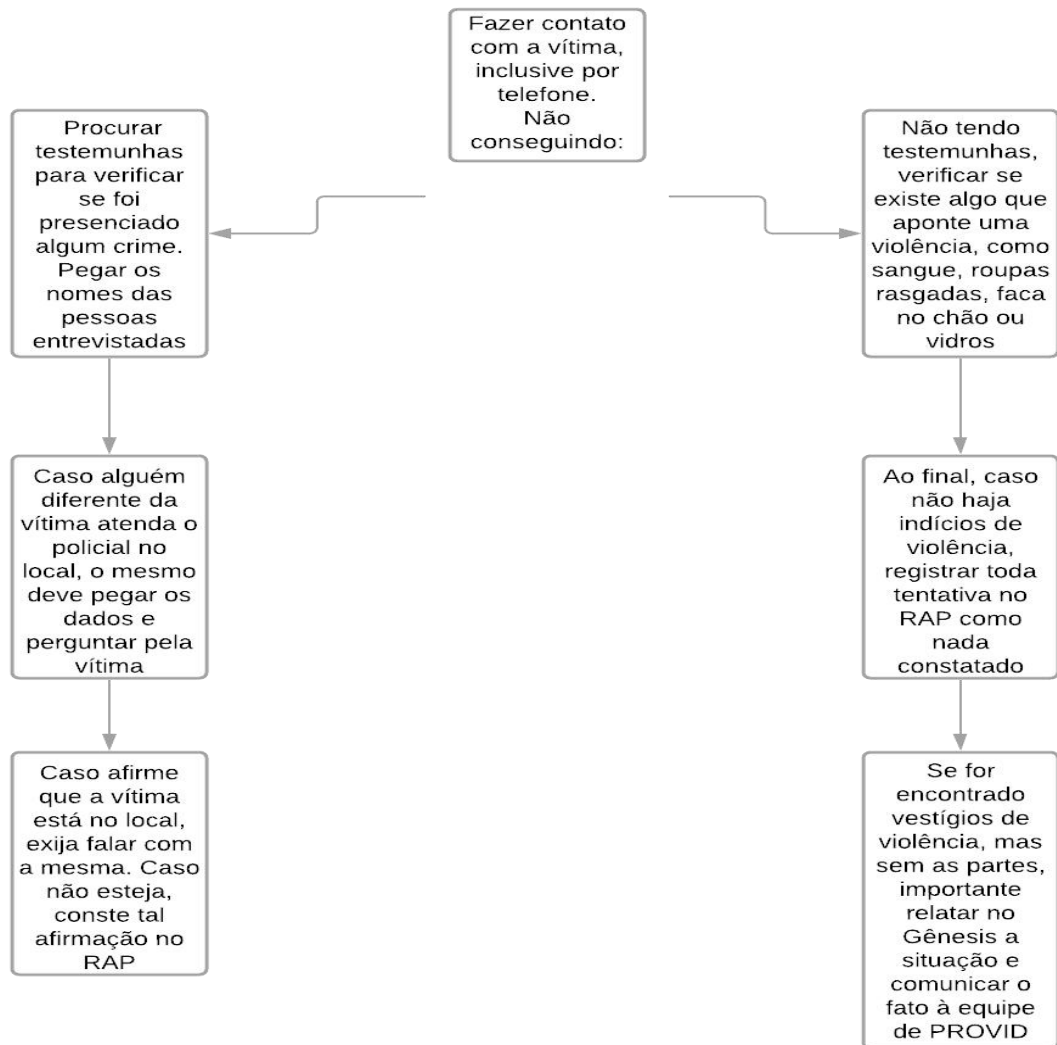 Fazer contato
com a vítima,
inclusive por
telefone.
Não
conseguindo:
Procurar
testemunhas
para verificar
se foi
presenciado
algum crime.
Pegar os
nomes das
pessoas
entrevistadas
Caso alguém
diferente da
vítima atenda o
policial no
local, o mesmo
deve pegar os
dados e
perguntar pela
vítima
Caso afirme
que a vítima
está no local,
exija falar com
a mesma. Caso
não esteja,
conste tal
afirmação no
RAP
Não tendo
testemunhas,
verificar se
existe algo que
aponte uma
violência, como
sangue, roupas
rasgadas, faca
no chão ou
vidros
Ao final, caso
não haja
indícios de
violência,
registrar toda
tentativa no
RAP como
nada
constatado
Se for
encontrado
vestígios de
violência, mas
sem as partes,
importante
relatar no
Gênesis a
situação e
comunicar o
fato à equipe
de PROVID